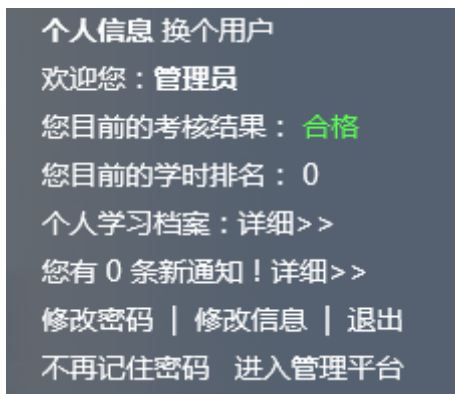 个人信息 换个用户
欢迎您：管理员
您目前的考核结果： 合格
您目前的学时排名： 0
个人学习档案：详细>>
您有 0 条新通知！详细>>
修改密码 | 修改信息 | 退出
不再记住密码 进入管理平台